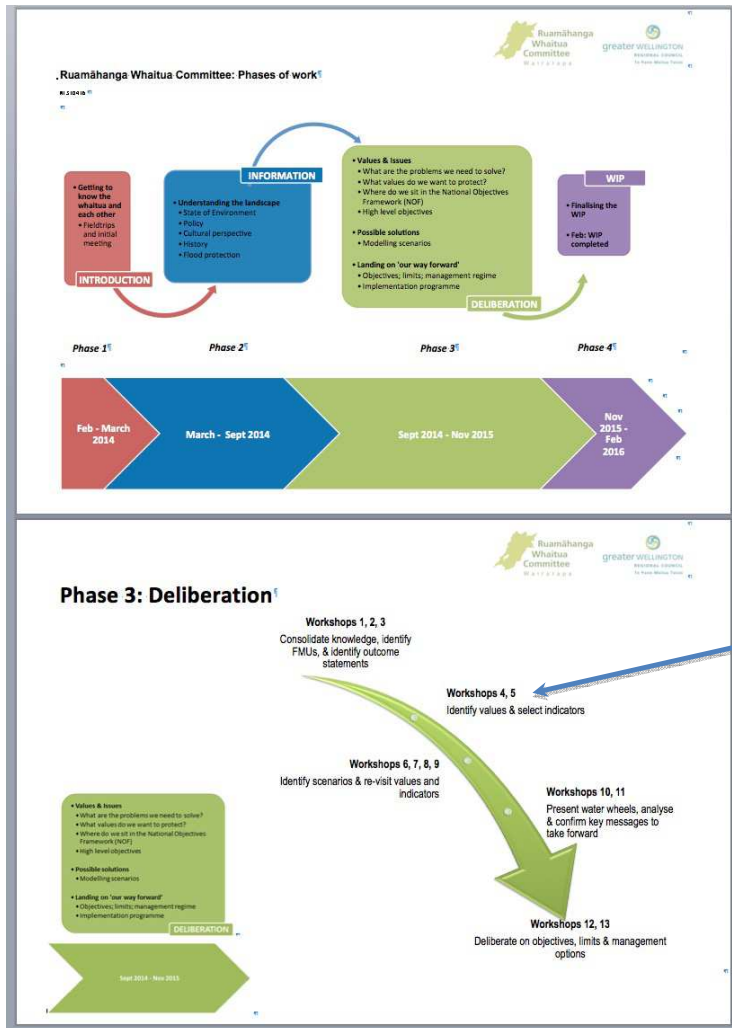 Ruamāhanga
Whaitua
Committee
Wairarapa
greater WELLINGTON
REGIONAL COUNCIL
Te Pane Matua Taiao
Ruamāhanga Whaitua Committee: Phases of work
• Getting to
know the
whaitua and
each other
• Fieldtrips
and initial
meeting
INTRODUCTION
INFORMATION
• Understanding the landscape
• State of Environment
• Policy
• Cultural perspective
• History
• Flood protection
• Values & Issues
• What are the problems we need to solve?
• What values do we want to protect?
• Where do we sit in the National Objectives
Framework (NOF)
• High level objectives
• Possible solutions
• Modelling scenarios
• Landing on 'our way forward'
• Objectives; limits; management regime
• Implementation programme
DELIBERATION
WIP
• Finalising the
WIP
• Feb: WIP
completed
Phase 1
Phase 2
Phase 3
Phase 4
Feb - March
2014
March - Sept 2014
Sept 2014 - Nov 2015
Nov
2015 -
Feb
2016
Ruamāhanga
Whaitua
Committee
Wairarapa
greater WELLINGTON
REGIONAL COUNCIL
Te Pane Matua Taiao
Phase 3: Deliberation
Workshops 1, 2, 3
Consolidate knowledge, identify
FMUs, & identify outcome
statements
Workshops 4, 5
Identify values & select indicators
Workshops 6, 7, 8, 9
Identify scenarios & re-visit values and
indicators
Workshops 10, 11
Present water wheels, analyse
& confirm key messages to
take forward
Workshops 12, 13
Deliberate on objectives, limits & management
options
• Values & Issues
• What are the problems we need to solve?
• What values do we want to protect?
• Where do we sit in the National Objectives
Framework (NOF)
• High level objectives
• Possible solutions
• Modelling scenarios
• Landing on 'our way forward'
• Objectives; limits; management regime
• Implementation programme
DELIBERATION
Sept 2014 - Nov 2015